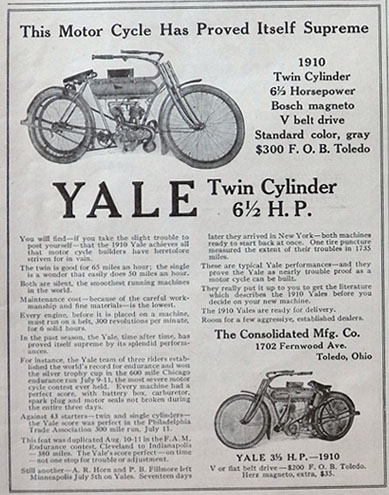 This Motor Cycle Has Proved Itself Supreme
1910
Twin Cylinder
6½ Horsepower
Bosch magneto
V belt drive
Standard color, gray
$300 F. O. B. Toledo
YALE Twin Cylinder
6½ H. P.
You will find—if you take the slight trouble to
post yourself—that the 1910 Yale achieves all
that motor cycle builders have heretofore
striven for in vain.
The twin is good for 65 miles an hour; the single
is a wonder that easily does 50 miles an hour.
Both are silent, the smoothest running machines
in the world.
Maintenance cost—because of the careful work-
manship and fine materials—is the lowest.
Every engine, before it is placed on a machine,
must run on a belt, 300 revolutions per minute,
for 6 solid hours.
In the past season, the Yale, time after time, has
proved itself supreme by its splendid perform-
ances.
For instance, the Yale team of three riders estab-
lished the world's record for endurance and won
the silver trophy cup in the 600 mile Chicago
endurance run July 9-11, the most severe motor
cycle contest ever held. Every machine had a
perfect score, with battery box, carburetor,
spark plug and motor seals not broken during
the entire three days.
Against 43 starters—twin and single cylinders—
the Yale score was perfect in the Philadelphia
Trade Association 300 mile run, July 11.
This feat was duplicated Aug. 10-11 in the F. A. M.
Endurance contest, Cleveland to Indianapolis
—380 miles. The Yale's score perfect—on time
—not one stop for trouble or adjustment.
Still another—A. R. Horn and P. B. Fillmore left
Minneapolis July 5th on Yales. Seventeen days
later they arrived in New York—both machines
ready to start back at once. One tire puncture
measured the extent of their troubles in 1735
miles.
These are typical Yale performances—and they
prove the Yale as nearly trouble proof as a
motor cycle can be built.
They really put it up to you to get the literature
which describes the 1910 Yales before you
decide on your new machine.
The 1910 Yales are ready for delivery.
Room for a few aggressive, established dealers.
The Consolidated Mfg. Co.
1702 Fernwood Ave.
Toledo, Ohio
YALE 3½ H. P.—1910
V or flat belt drive—$200 F. O. B. Toledo.
Herz magneto, extra, $35.